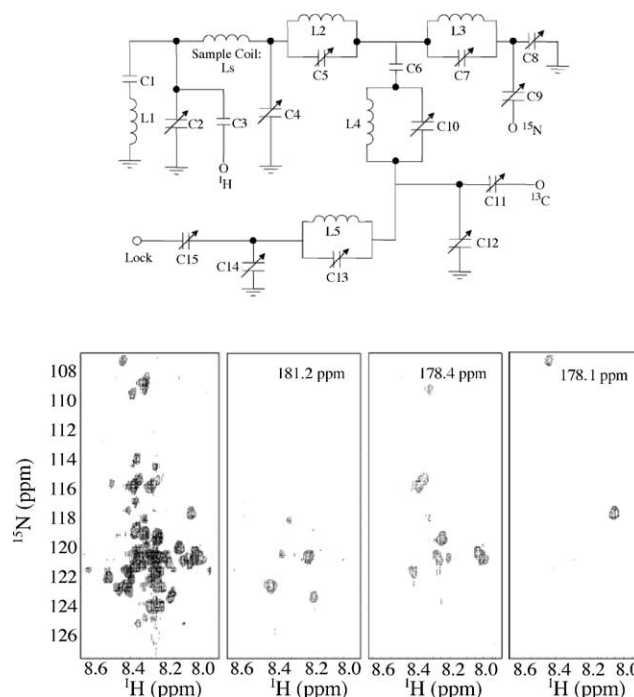 L2
L3
Sample Coil:
Ls
C5
C7
C8
C6
C1
C9
L1
C2
C3
C4
L4
C10
15N
1H
C11
13C
L5
C12
Lock
C15
C14
C13
181.2 ppm
178.4 ppm
178.1 ppm
108
110
112
114
116
118
120
122
124
126
15N (ppm)
8.6 8.4 8.2 8.0
8.6 8.4 8.2 8.0
8.6 8.4 8.2 8.0
8.6 8.4 8.2 8.0
1H (ppm)
1H (ppm)
1H (ppm)
1H (ppm)